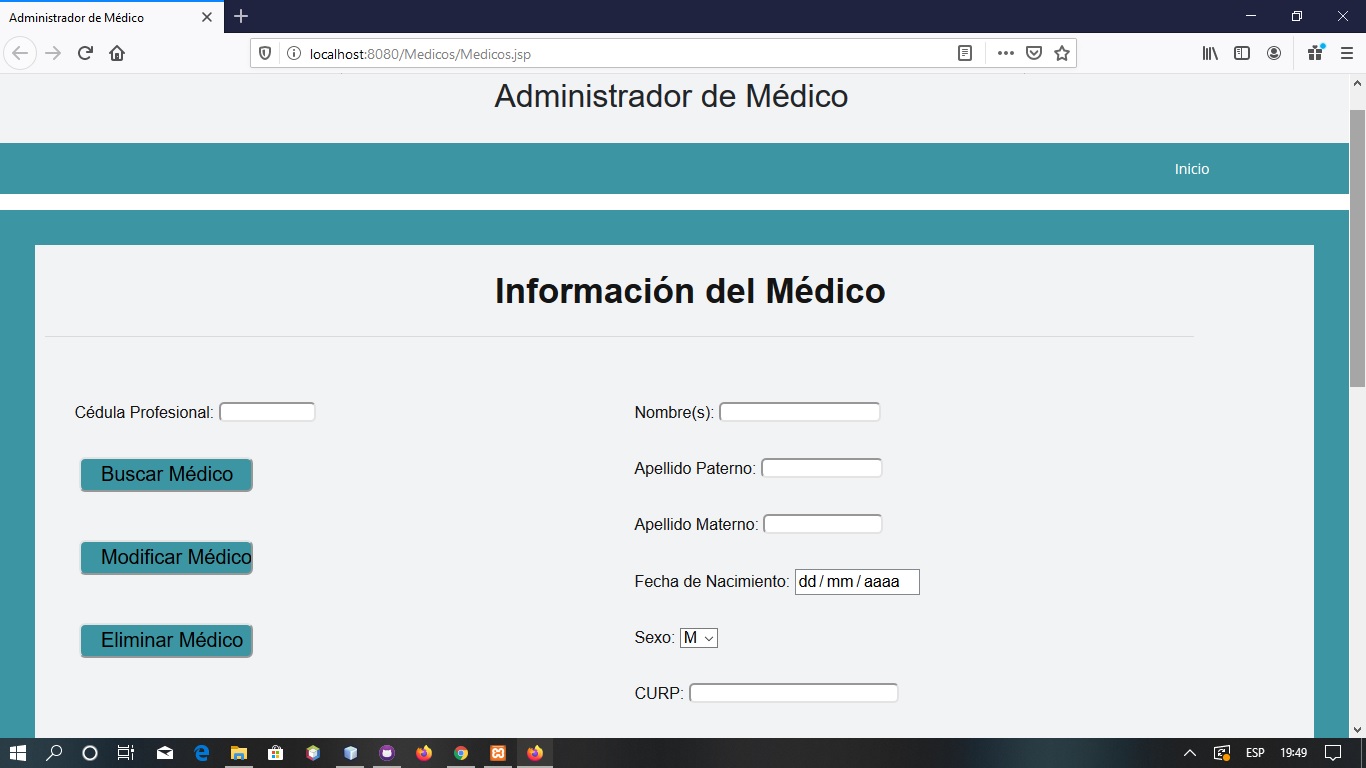 Administrador de Médico
localhost:8080/Medicos/Medicos.jsp
Administrador de Médico
Inicio
Información del Médico
Cédula Profesional:
Buscar Médico
Modificar Médico
Eliminar Médico
Nombre(s):
Apellido Paterno:
Apellido Materno:
Fecha de Nacimiento: dd/mm/aaaa
Sexo: M
CURP:
ESP 19:49